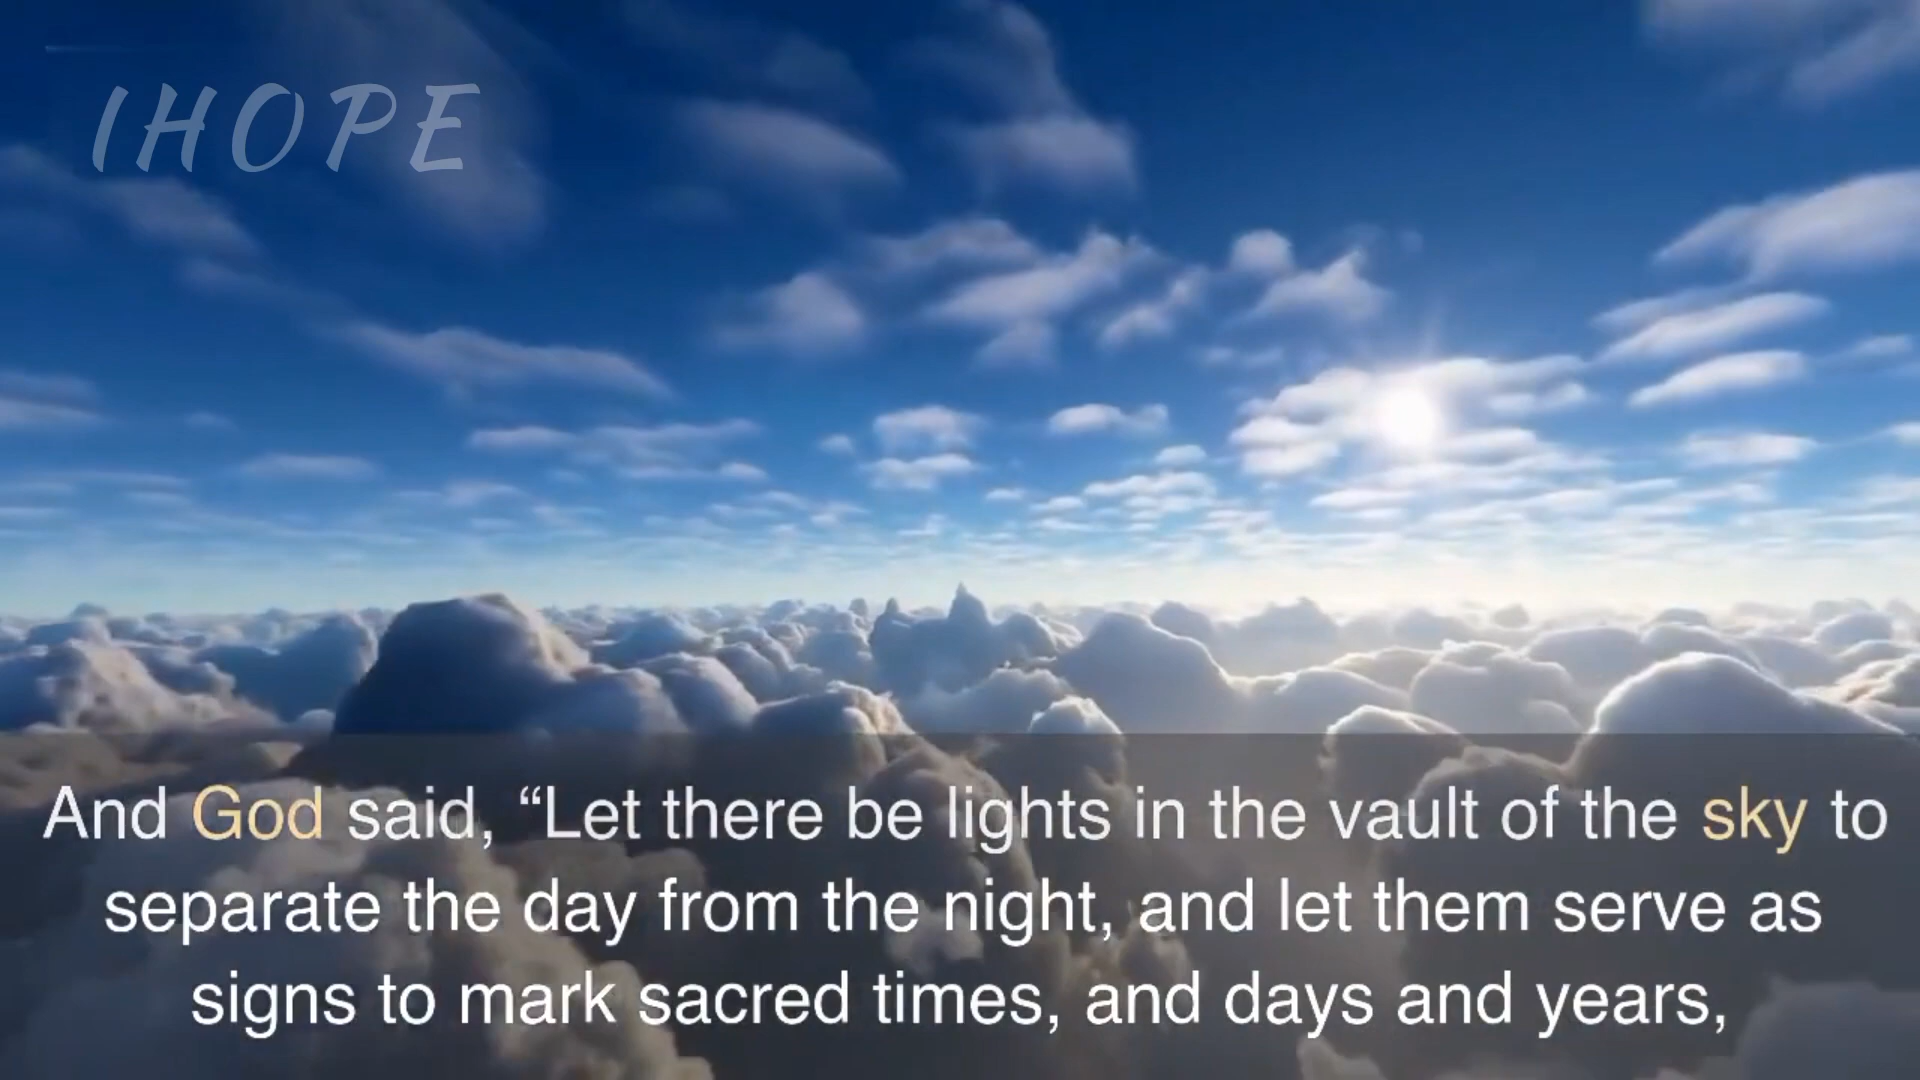 IHOPE
And God said, “Let there be lights in the vault of the sky to
separate the day from the night, and let them serve as
signs to mark sacred times, and days and years,